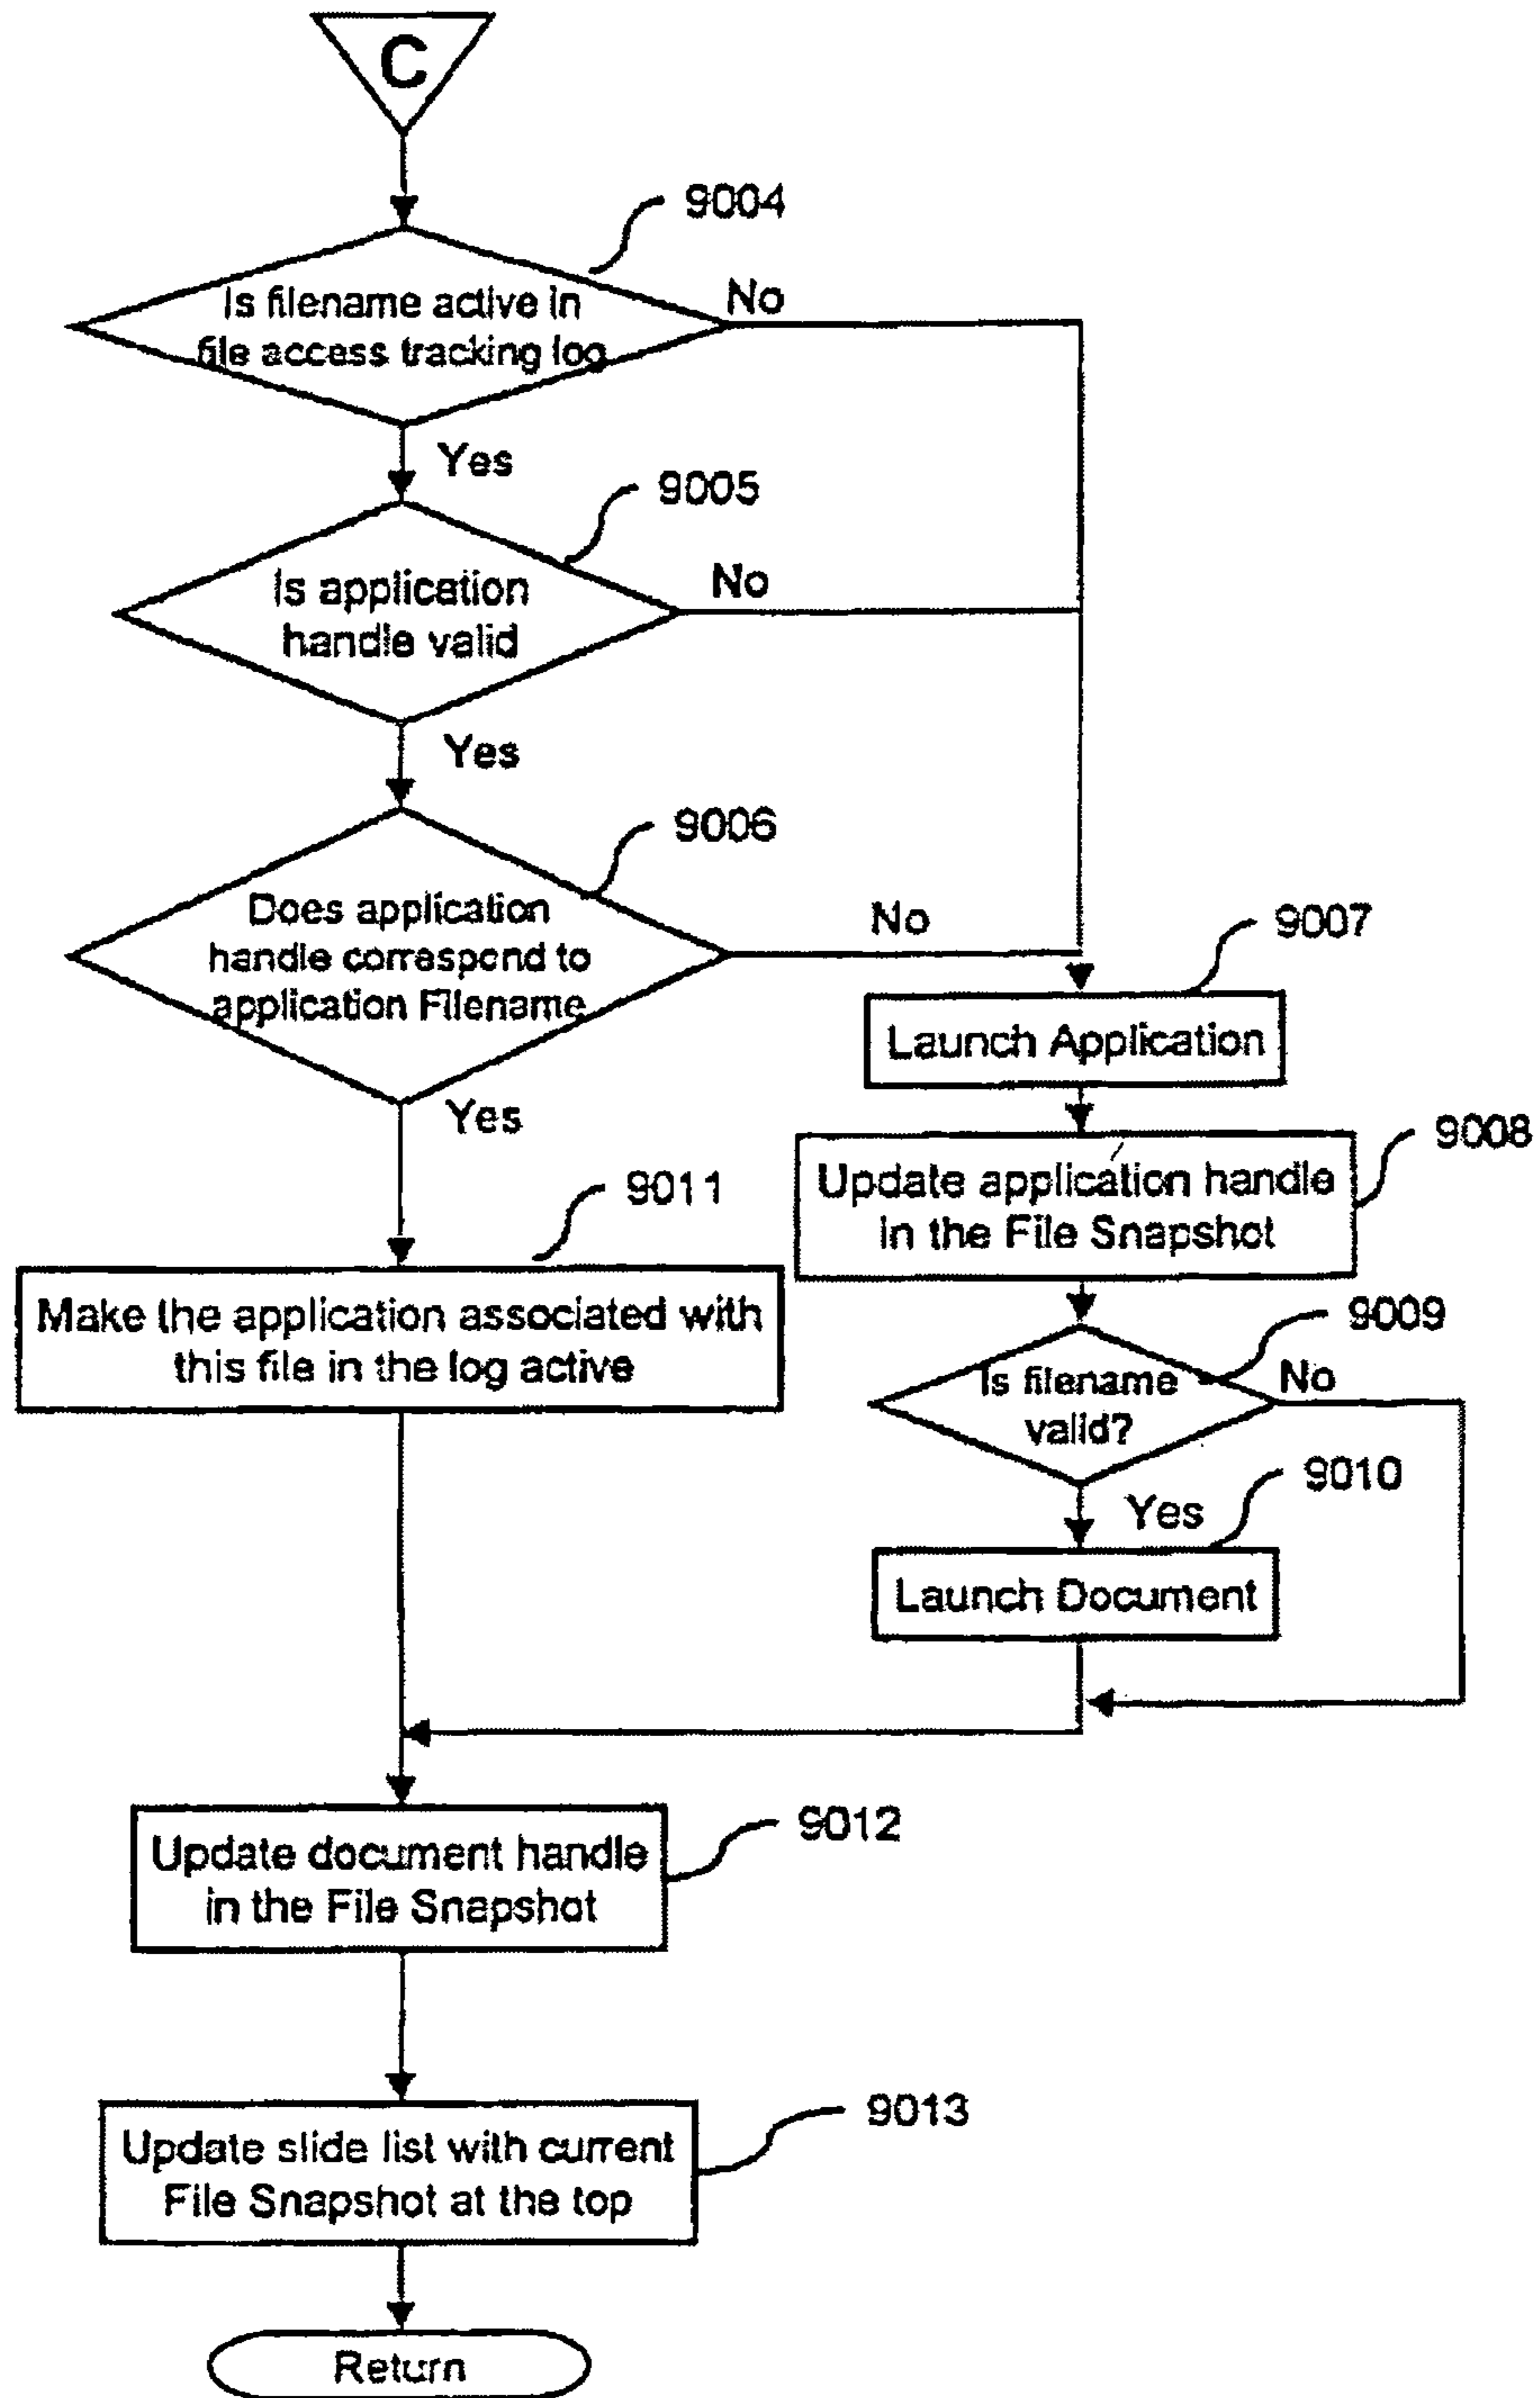 C
9004
Is filename active in
file access tracking log
No
Yes
9005
Is application
handle valid
No
Yes
9006
Does application
handle correspond to
application Filename
No
Yes
9007
Launch Application
9008
Update application handle
in the File Snapshot
9011
Make the application associated with
this file in the log active
9009
Is filename
valid?
No
Yes
9010
Launch Document
9012
Update document handle
in the File Snapshot
9013
Update slide list with current
File Snapshot at the top
Return